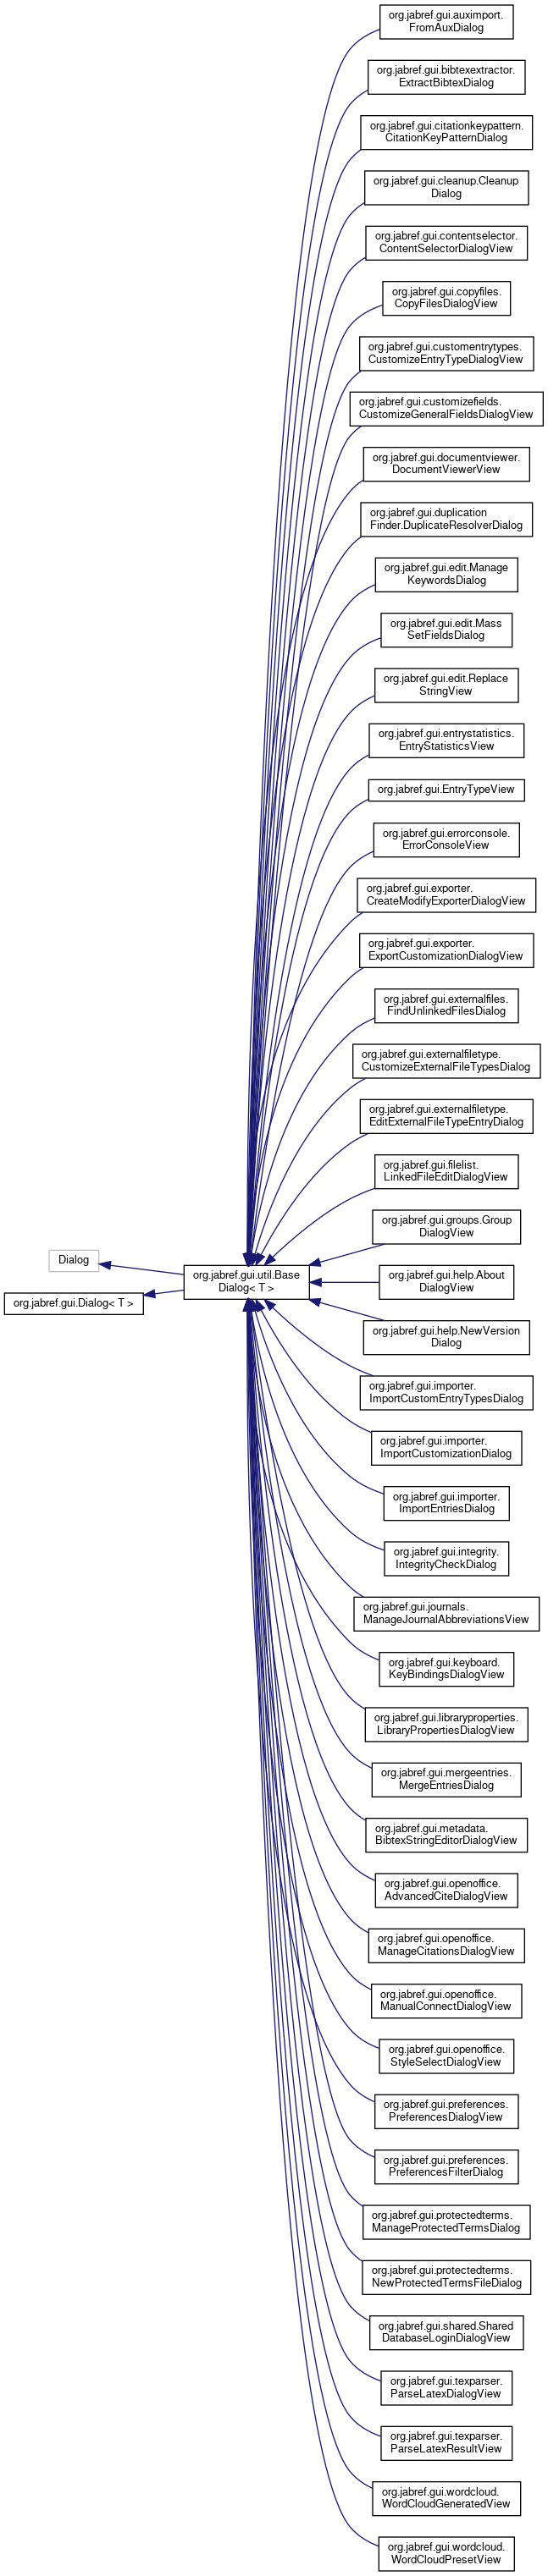 org.jabref.gui.auximport.
FromAuxDialog
org.jabref.gui.bibtexextractor.
ExtractBibtexDialog
org.jabref.gui.citationkeypattern.
CitationKeyPatternDialog
org.jabref.gui.cleanup.Cleanup
Dialog
org.jabref.gui.contentselector.
ContentSelectorDialogView
org.jabref.gui.copyfiles.
CopyFilesDialogView
org.jabref.gui.customentrytypes.
CustomizeEntryTypeDialogView
org.jabref.gui.customizefields.
CustomizeGeneralFieldsDialogView
org.jabref.gui.documentviewer.
DocumentViewerView
org.jabref.gui.duplication
Finder.DuplicateResolverDialog
org.jabref.gui.edit.Manage
KeywordsDialog
org.jabref.gui.edit.Mass
SetFieldsDialog
org.jabref.gui.edit.Replace
StringView
org.jabref.gui.entrystatistics.
EntryStatisticsView
org.jabref.gui.EntryTypeView
org.jabref.gui.errorconsole.
ErrorConsoleView
org.jabref.gui.exporter.
CreateModifyExporterDialogView
org.jabref.gui.exporter.
ExportCustomizationDialogView
org.jabref.gui.externalfiles.
FindUnlinkedFilesDialog
org.jabref.gui.externalfiletype.
CustomizeExternalFileTypesDialog
org.jabref.gui.externalfiletype.
EditExternalFileTypeEntryDialog
org.jabref.gui.filelist.
LinkedFileEditDialogView
org.jabref.gui.groups.Group
DialogView
Dialog
org.jabref.gui.Dialog< T >
org.jabref.gui.util.Base
Dialog< T >
org.jabref.gui.help.About
DialogView
org.jabref.gui.help.NewVersion
Dialog
org.jabref.gui.importer.
ImportCustomEntryTypesDialog
org.jabref.gui.importer.
ImportCustomizationDialog
org.jabref.gui.importer.
ImportEntriesDialog
org.jabref.gui.integrity.
IntegrityCheckDialog
org.jabref.gui.journals.
ManageJournalAbbreviationsView
org.jabref.gui.keyboard.
KeyBindingsDialogView
org.jabref.gui.libraryproperties.
LibraryPropertiesDialogView
org.jabref.gui.mergeentries.
MergeEntriesDialog
org.jabref.gui.metadata.
BibtexStringEditorDialogView
org.jabref.gui.openoffice.
AdvancedCiteDialogView
org.jabref.gui.openoffice.
ManageCitationsDialogView
org.jabref.gui.openoffice.
ManualConnectDialogView
org.jabref.gui.openoffice.
StyleSelectDialogView
org.jabref.gui.preferences.
PreferencesDialogView
org.jabref.gui.preferences.
PreferencesFilterDialog
org.jabref.gui.protectedterms.
ManageProtectedTermsDialog
org.jabref.gui.protectedterms.
NewProtectedTermsFileDialog
org.jabref.gui.shared.Shared
DatabaseLoginDialogView
org.jabref.gui.texparser.
ParseLatexDialogView
org.jabref.gui.texparser.
ParseLatexResultView
org.jabref.gui.wordcloud.
WordCloudGeneratedView
org.jabref.gui.wordcloud.
WordCloudPresetView